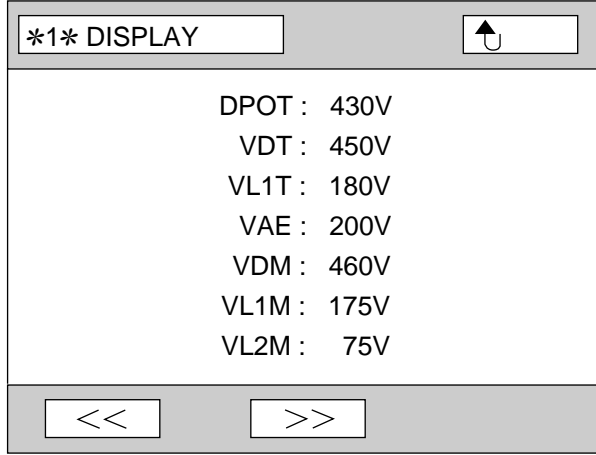 *1* DISPLAY
DPOT : 430V
VDT : 450V
VL1T : 180V
VAE : 200V
VDM : 460V
VL1M : 175V
VL2M : 75V
<< >>